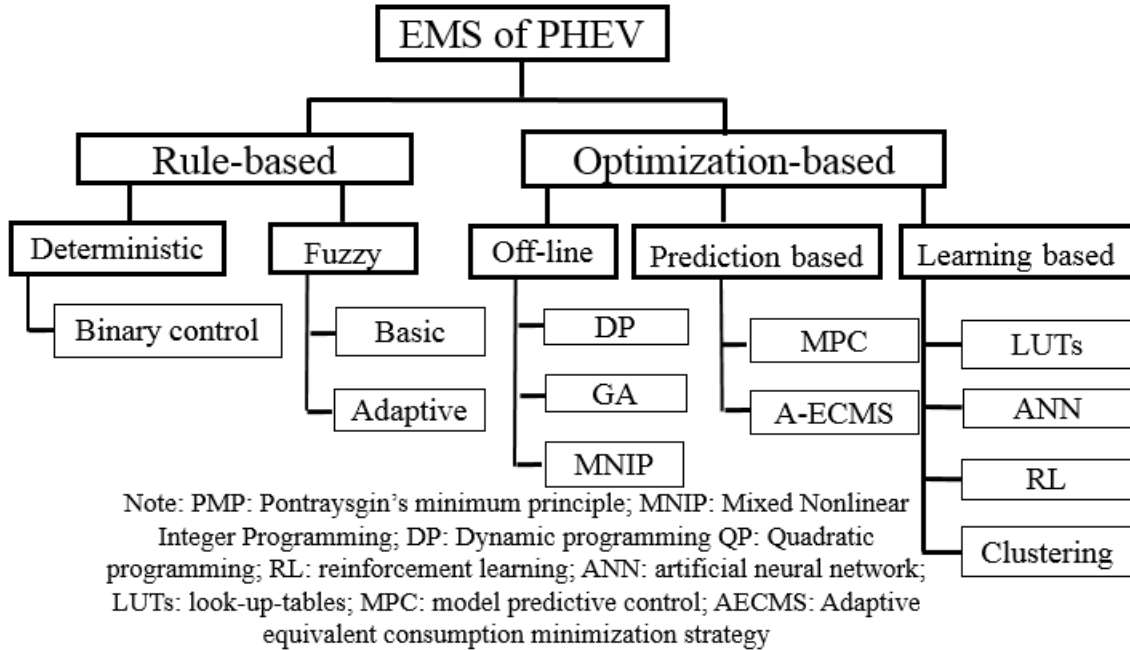 EMS of PHEV
Rule-based
Optimization-based
Deterministic
Fuzzy
Off-line
Prediction based
Learning based
Binary control
Basic
Adaptive
DP
GA
MNIP
MPC
A-ECMS
LUTs
ANN
RL
Clustering
Note: PMP: Pontraysgin’s minimum principle; MNIP: Mixed Nonlinear
Integer Programming; DP: Dynamic programming QP: Quadratic
programming; RL: reinforcement learning; ANN: artificial neural network;
LUTs: look-up-tables; MPC: model predictive control; AECMS: Adaptive
equivalent consumption minimization strategy